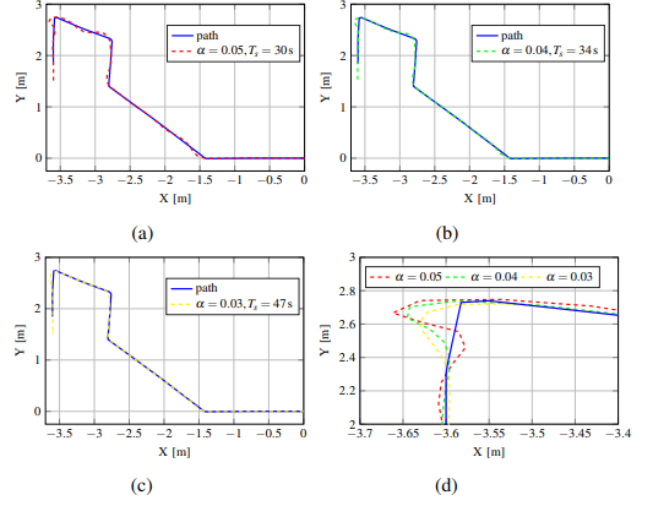 3
2
1
0
Y [m]
path
α = 0.05, Tₛ = 30 s
−3.5 −3 −2.5 −2 −1.5 −1 −0.5 0
X [m]
(a)
3
2
1
0
Y [m]
path
α = 0.04, Tₛ = 34 s
−3.5 −3 −2.5 −2 −1.5 −1 −0.5 0
X [m]
(b)
3
2
1
0
Y [m]
path
α = 0.03, Tₛ = 47 s
−3.5 −3 −2.5 −2 −1.5 −1 −0.5 0
X [m]
(c)
3
2.8
2.6
2.4
2.2
2
Y [m]
α = 0.05 α = 0.04 α = 0.03
−3.7 −3.65 −3.6 −3.55 −3.5 −3.45 −3.4
X [m]
(d)